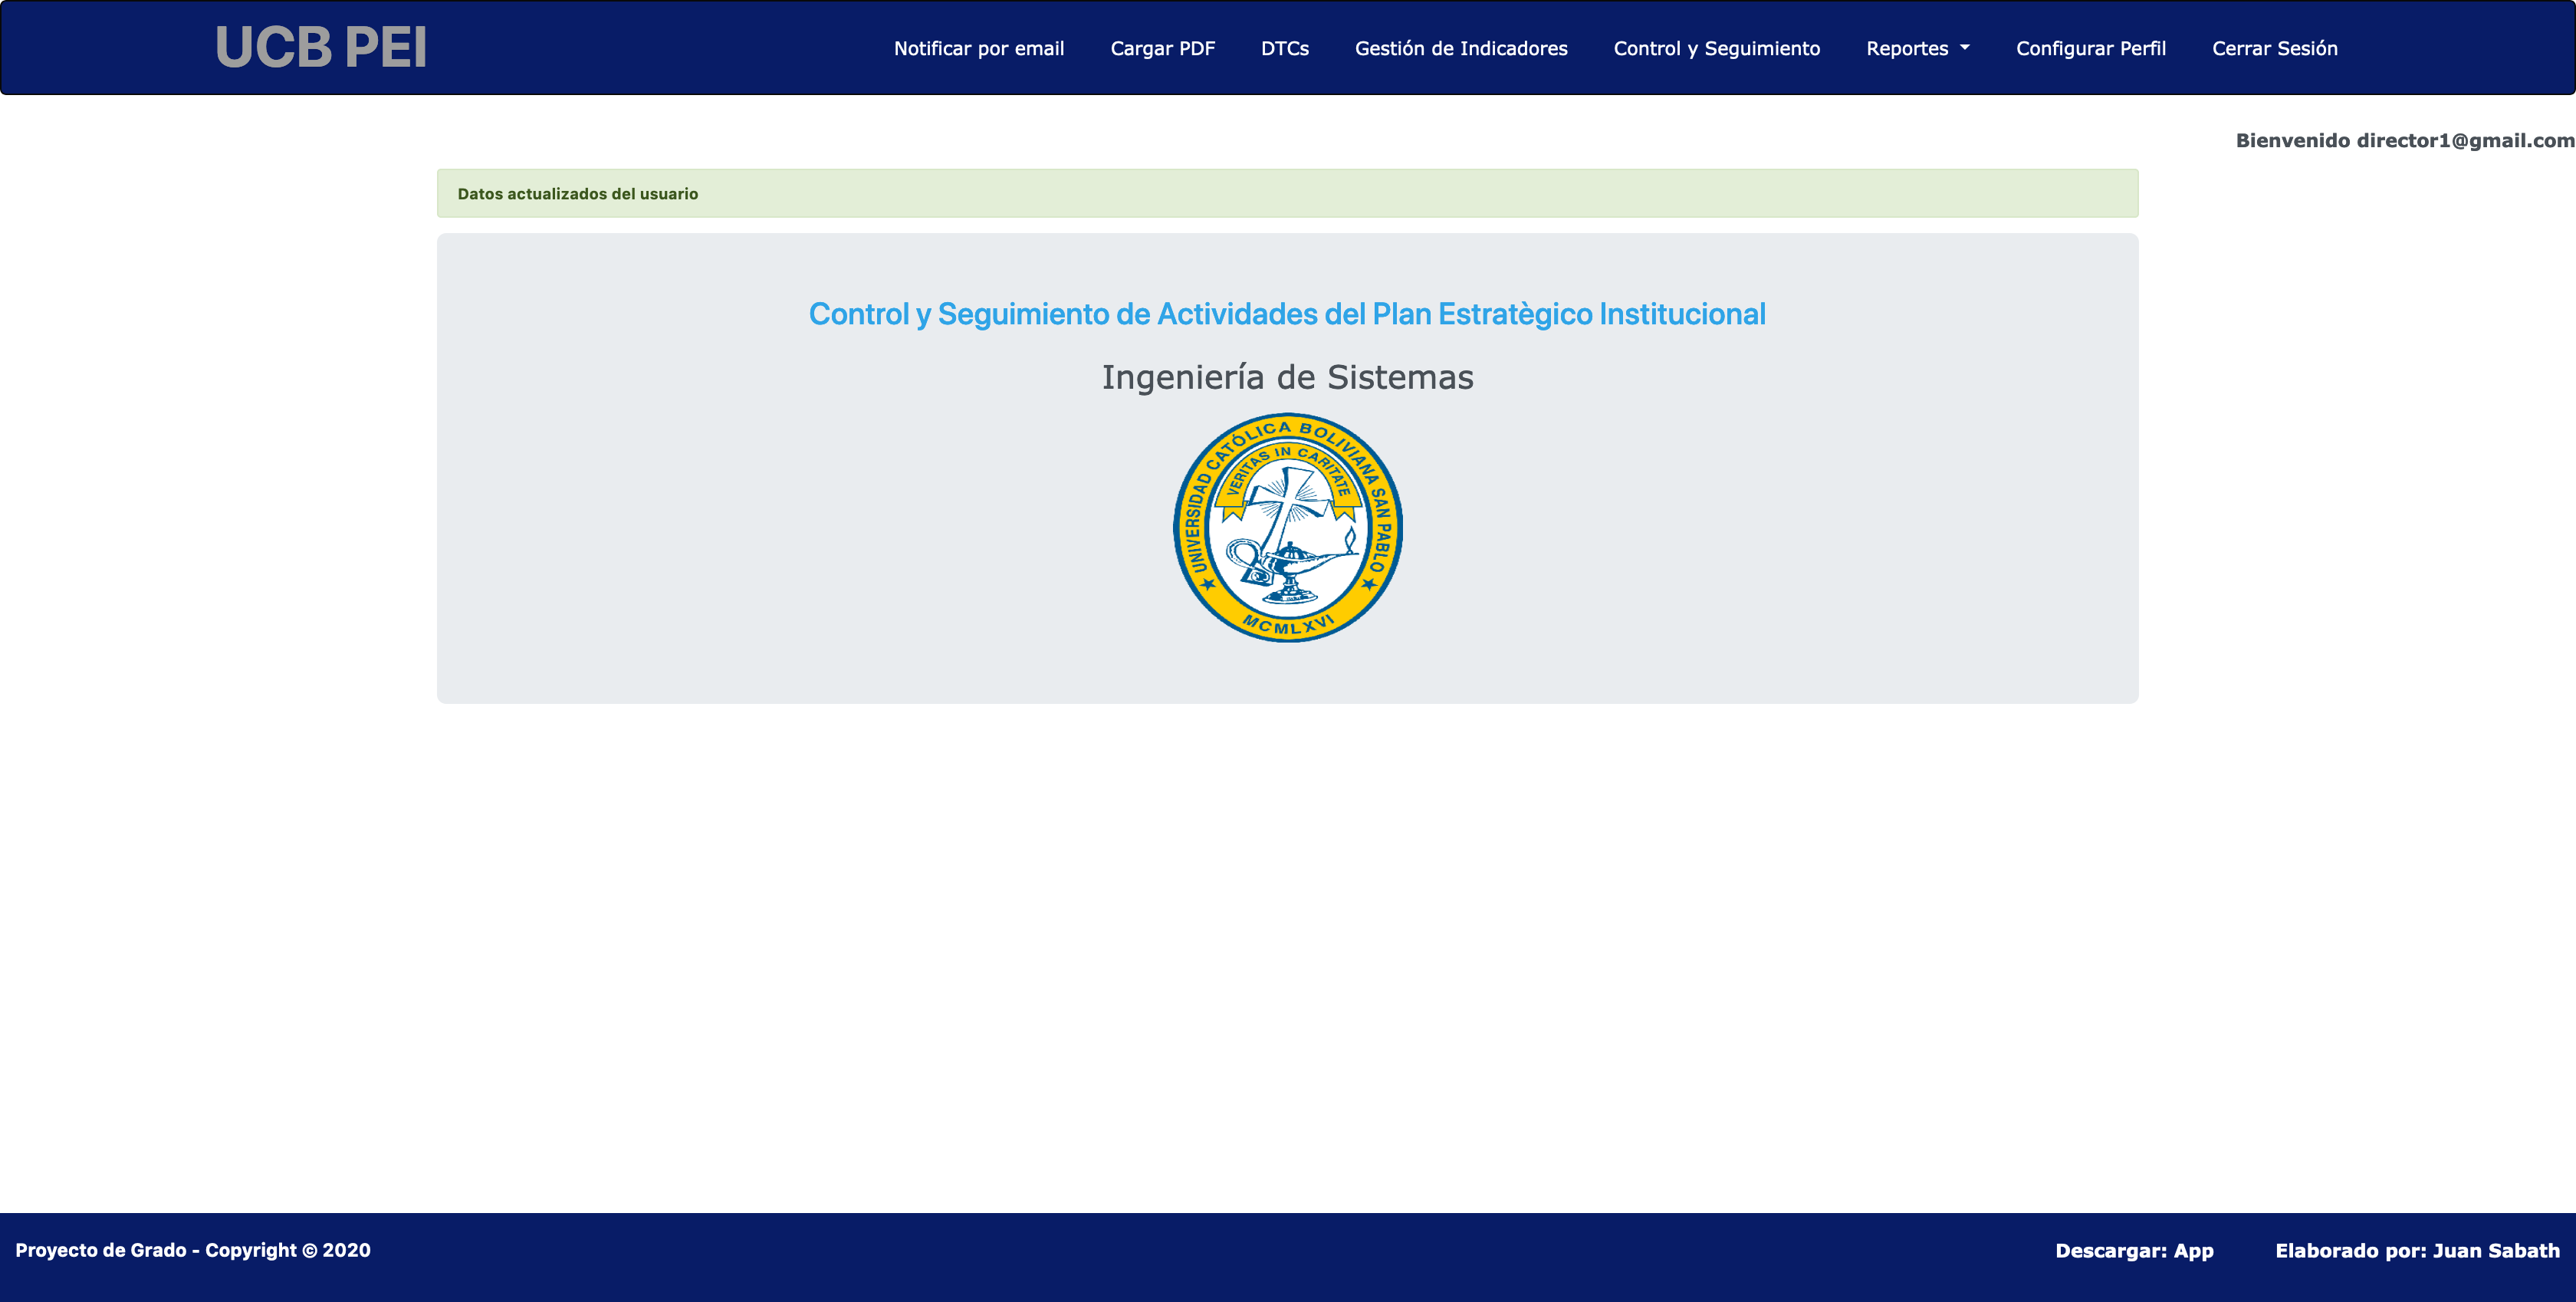 UCB PEI
Notificar por email
Cargar PDF
DTCs
Gestión de Indicadores
Control y Seguimiento
Reportes
Configurar Perfil
Cerrar Sesión
Bienvenido director1@gmail.com
Datos actualizados del usuario
Control y Seguimiento de Actividades del Plan Estratègico Institucional
Ingeniería de Sistemas
UNIVERSIDAD CATÓLICA BOLIVIANA SAN PABLO
VERITAS IN CARITATE
MCMLXVI
Proyecto de Grado - Copyright © 2020
Descargar: App
Elaborado por: Juan Sabath